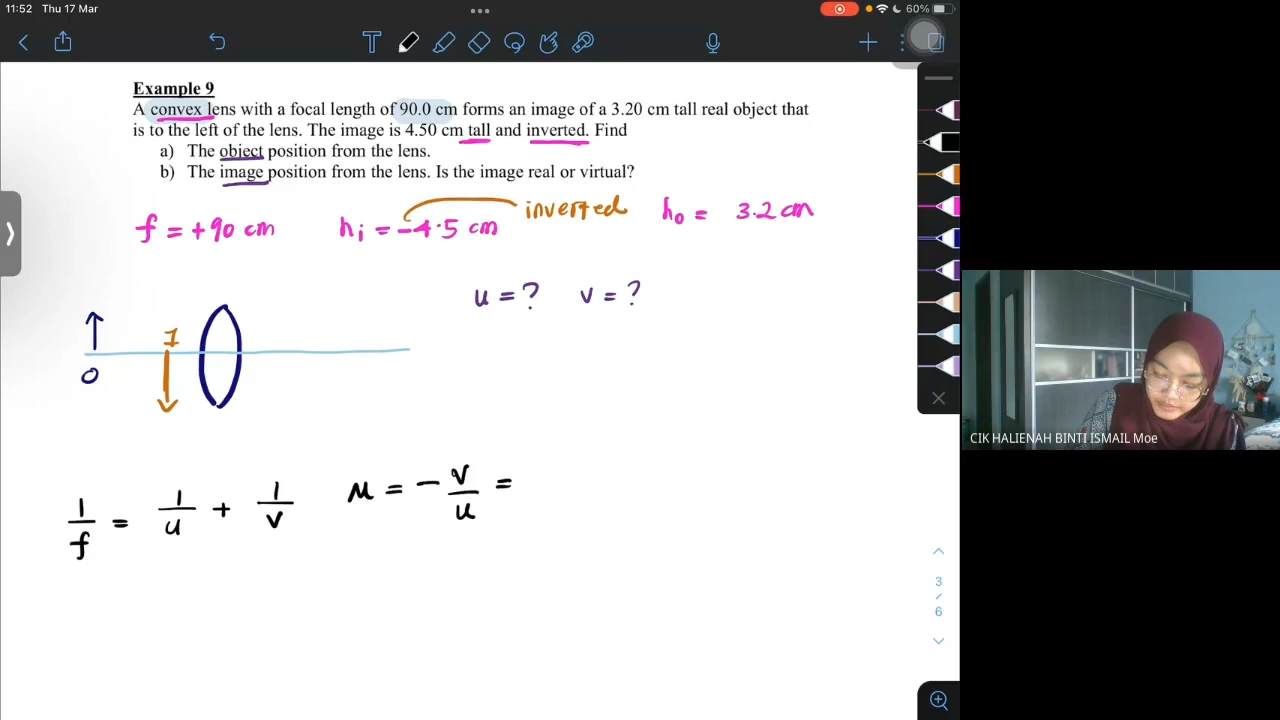 11:52 Thu 17 Mar
60%
T
Example 9
A convex lens with a focal length of 90.0 cm forms an image of a 3.20 cm tall real object that
is to the left of the lens. The image is 4.50 cm tall and inverted. Find
a) The object position from the lens.
b) The image position from the lens. Is the image real or virtual?
f = +90 cm hi = -4.5 cm inverted ho = 3.2 cm
u = ? v = ?
I
O
1/f = 1/u + 1/v M = - v/u =
3
/
6
CIK HALIENAH BINTI ISMAIL Moe